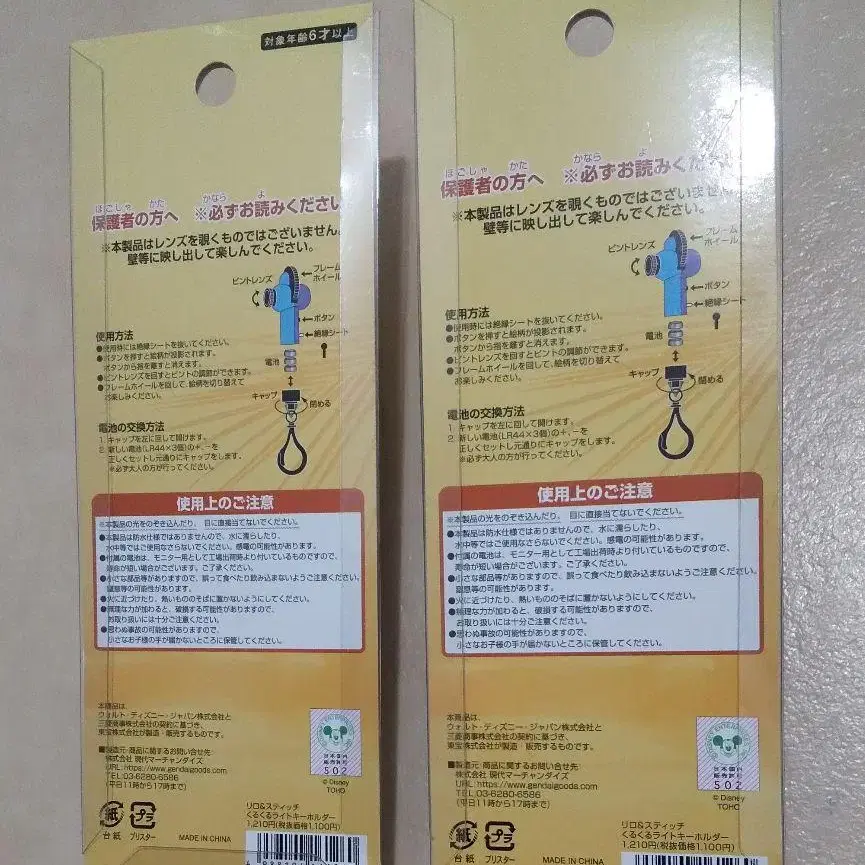 対象年齢6才以上
ほごしゃ かた かなら よ
保護者の方へ ※必ずお読みください
※本製品はレンズを覗くものではございません。
壁等に映し出して楽しんでください。
ピントレンズ
フレーム
ホイール
ボタン
絶縁シート
電池
キャップ
閉める
使用方法
●使用時には絶縁シートを抜いてください。
●ボタンを押すと絵柄が投影されます。
ボタンから指を離すと消えます。
●ピントレンズを回すとピントの調節ができます。
●フレームホイールを回して、絵柄を切り替えて
お楽しみください。
電池の交換方法
1. キャップを左に回して開けます。
2. 新しい電池(LR44×3個)の+、-を
正しくセットし元通りにキャップをします。
※必ず大人の方が行ってください。
使用上のご注意
※本製品の光をのぞき込んだり、目に直接当てないでください。
●本製品は防水仕様ではありませんので、水に濡らしたり、
水中等ではご使用なさらないでください。感電の可能性があります。
●付属の電池は、モニター用として工場出荷時より付いているものですので、
寿命が短い場合がございます。ご了承ください。
●小さな部品等がありますので、誤って食べたり飲み込まないようご注意ください。
窒息等の可能性があります。
●火に近づけたり、熱いもののそばに置かないようにしてください。
●無理な力が加わると、破損する可能性がありますので、
お取り扱いには十分ご注意ください。
●思わぬ事故の可能性がありますので、
小さなお子様の手が届かないところに保管してください。
本商品は、
ウォルト・ディズニー・ジャパン株式会社と
三菱商事株式会社の契約に基づき、
東宝株式会社が製造・販売するものです。
■製造元・商品に関するお問い合せ先
株式会社 現代マーチャンダイズ
URL:https://www.gendaigoods.com
TEL:03-6280-6586
(平日11時から17時まで)
日本国内
販売許可
502
© Disney
TOHO
紙
台紙
プラ
ブリスター
MADE IN CHINA
リロ&スティッチ
くるくるライトキーホルダー
1,210円(税抜価格1,100円)
ほごしゃ かた かなら よ
保護者の方へ ※必ずお読みく
※本製品はレンズを覗くものではございません
壁等に映し出して楽しんでください。
ピントレンズ
フレーム
ホイール
ボタン
絶縁シート
電池
キャップ
閉める
使用方法
●使用時には絶縁シートを抜いてください。
●ボタンを押すと絵柄が投影されます。
ボタンから指を離すと消えます。
●ピントレンズを回すとピントの調節ができます。
●フレームホイールを回して、絵柄を切り替えて
お楽しみください。
電池の交換方法
1. キャップを左に回して開けます。
2. 新しい電池(LR44×3個)の+、-を
正しくセットし元通りにキャップをします。
※必ず大人の方が行ってください。
使用上のご注意
※本製品の光をのぞき込んだり、目に直接当てないでください。
●本製品は防水仕様ではありませんので、水に濡らしたり、
水中等ではご使用なさらないでください。感電の可能性があります。
●付属の電池は、モニター用として工場出荷時より付いているものですので、
寿命が短い場合がございます。ご了承ください。
●小さな部品等がありますので、誤って食べたり飲み込まないようご注意ください。
窒息等の可能性があります。
●火に近づけたり、熱いもののそばに置かないようにしてください。
●無理な力が加わると、破損する可能性がありますので、
お取り扱いには十分ご注意ください。
●思わぬ事故の可能性がありますので、
小さなお子様の手が届かないところに保管してください。
本商品は、
ウォルト・ディズニー・ジャパン株式会社と
三菱商事株式会社の契約に基づき、
東宝株式会社が製造・販売するものです。
■製造元・商品に関するお問い合せ先
株式会社 現代マーチャンダイズ
URL:https://www.gendaigoods.com
TEL:03-6280-6586
(平日11時から17時まで)
日本国内
販売許可
502
© Disney
TOHO
紙
台紙
プラ
ブリスター
MADE IN CHINA
リロ&スティッチ
くるくるライトキーホルダー
1,210円(税抜価格1,100円)